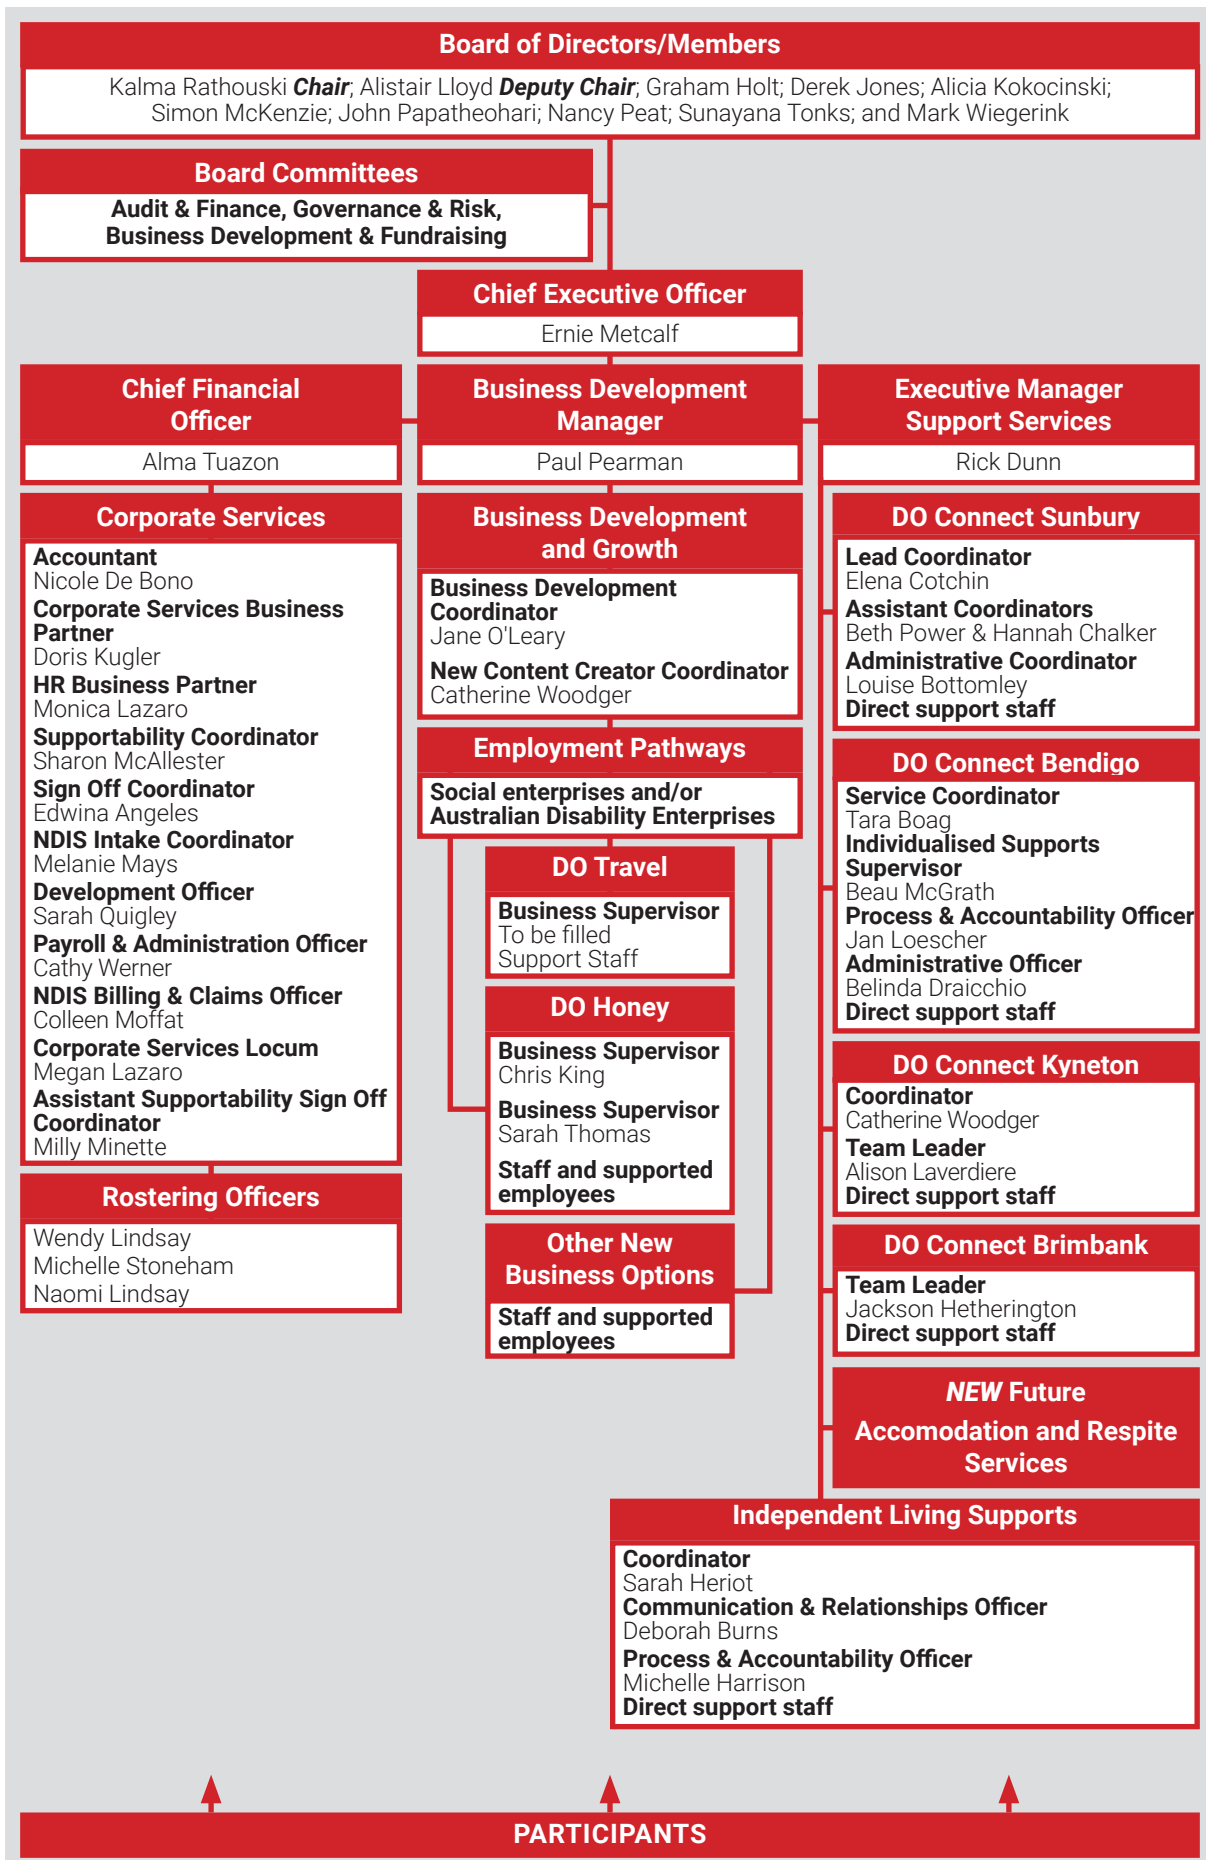 Board of Directors/Members
Kalma Rathouski Chair; Alistair Lloyd Deputy Chair; Graham Holt; Derek Jones; Alicia Kokocinski;
Simon McKenzie; John Papatheohari; Nancy Peat; Sunayana Tonks; and Mark Wiegerink
Board Committees
Audit & Finance, Governance & Risk,
Business Development & Fundraising
Chief Executive Officer
Ernie Metcalf
Chief Financial
Officer
Alma Tuazon
Corporate Services
Accountant
Nicole De Bono
Corporate Services Business
Partner
Doris Kugler
HR Business Partner
Monica Lazaro
Supportability Coordinator
Sharon McAllester
Sign Off Coordinator
Edwina Angeles
NDIS Intake Coordinator
Melanie Mays
Development Officer
Sarah Quigley
Payroll & Administration Officer
Cathy Werner
NDIS Billing & Claims Officer
Colleen Moffat
Corporate Services Locum
Megan Lazaro
Assistant Supportability Sign Off
Coordinator
Milly Minette
Rostering Officers
Wendy Lindsay
Michelle Stoneham
Naomi Lindsay
Business Development
Manager
Paul Pearman
Business Development
and Growth
Business Development
Coordinator
Jane O'Leary
New Content Creator Coordinator
Catherine Woodger
Employment Pathways
Social enterprises and/or
Australian Disability Enterprises
DO Travel
Business Supervisor
To be filled
Support Staff
DO Honey
Business Supervisor
Chris King
Business Supervisor
Sarah Thomas
Staff and supported
employees
Other New
Business Options
Staff and supported
employees
Executive Manager
Support Services
Rick Dunn
DO Connect Sunbury
Lead Coordinator
Elena Cotchin
Assistant Coordinators
Beth Power & Hannah Chalker
Administrative Coordinator
Louise Bottomley
Direct support staff
DO Connect Bendigo
Service Coordinator
Tara Boag
Individualised Supports
Supervisor
Beau McGrath
Process & Accountability Officer
Jan Loescher
Administrative Officer
Belinda Draicchio
Direct support staff
DO Connect Kyneton
Coordinator
Catherine Woodger
Team Leader
Alison Laverdiere
Direct support staff
DO Connect Brimbank
Team Leader
Jackson Hetherington
Direct support staff
NEW Future
Accomodation and Respite
Services
Independent Living Supports
Coordinator
Sarah Heriot
Communication & Relationships Officer
Deborah Burns
Process & Accountability Officer
Michelle Harrison
Direct support staff
PARTICIPANTS